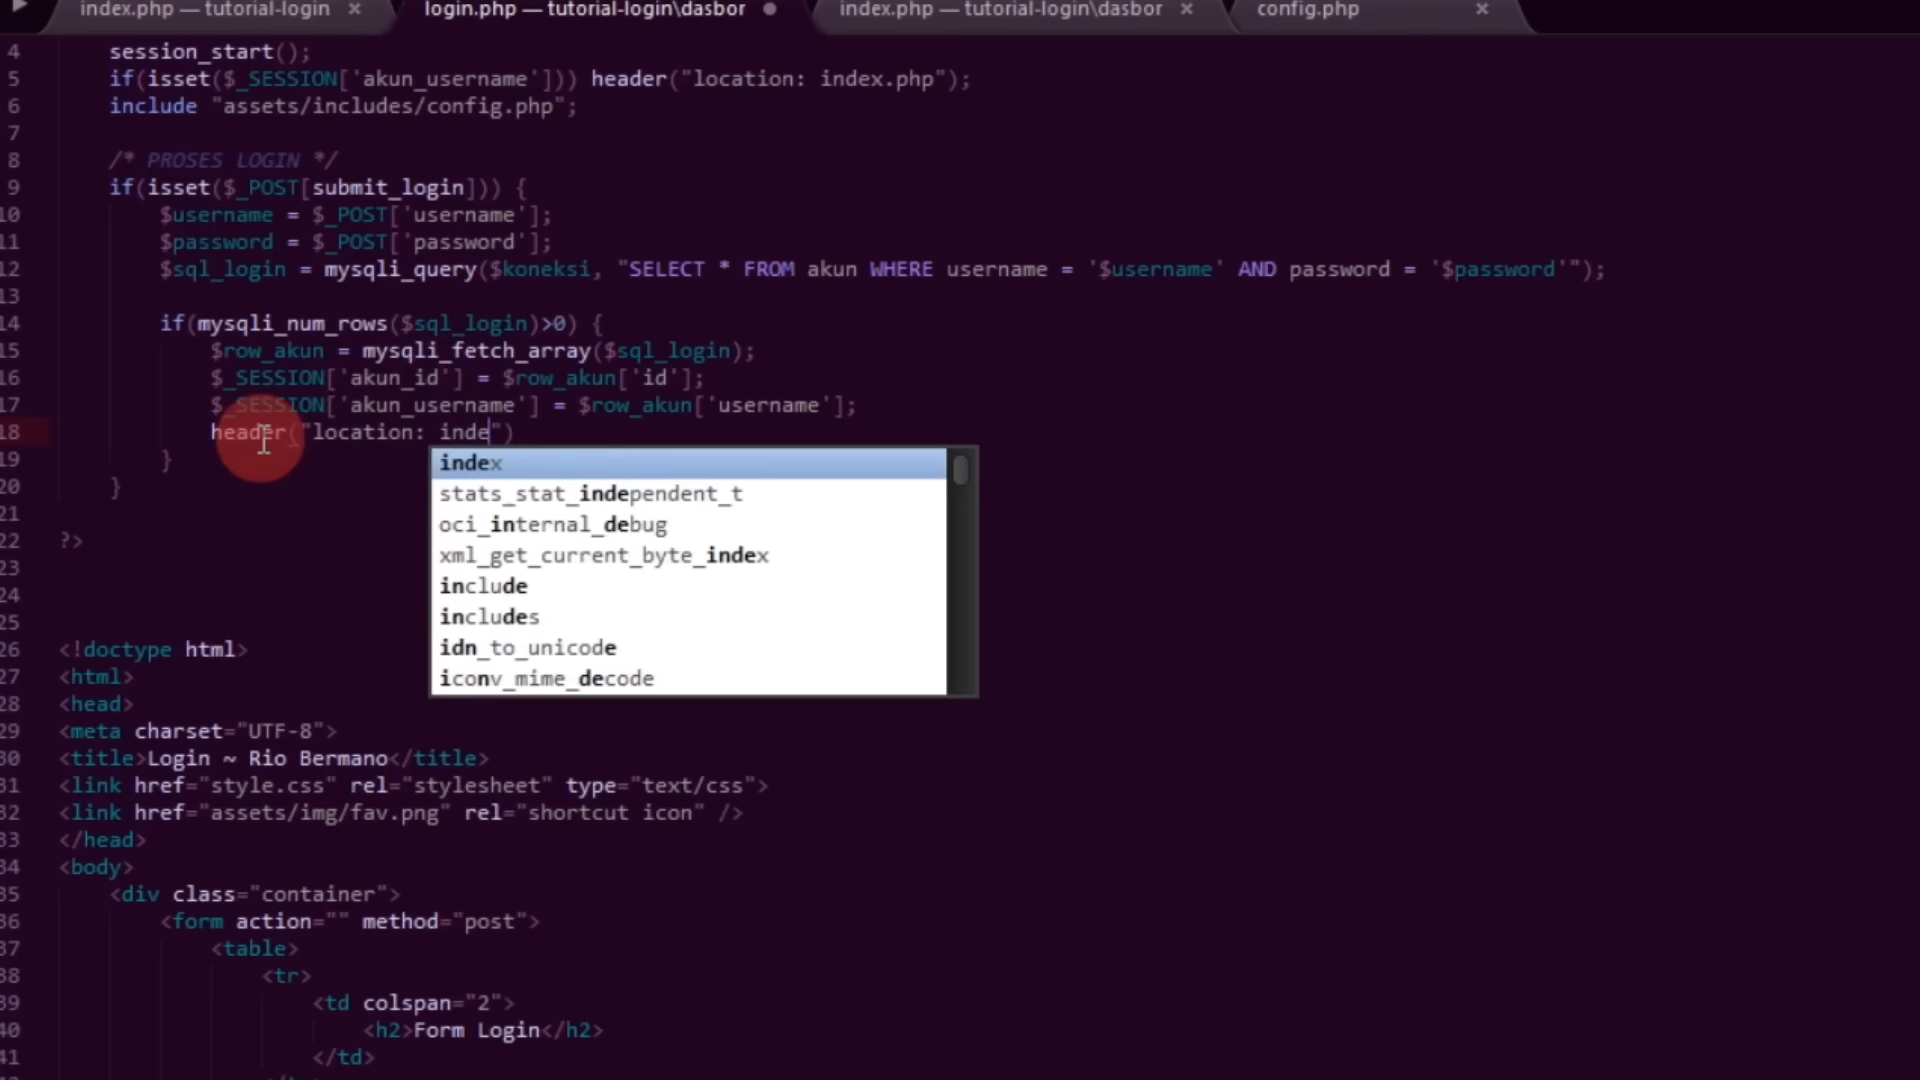 index.php — tutorial-login ×
login.php — tutorial-login\dasbor
index.php — tutorial-login\dasbor ×
config.php ×
4 session_start();
5 if(isset($_SESSION['akun_username'])) header("location: index.php");
6 include "assets/includes/config.php";
7
8 /* PROSES LOGIN */
9 if(isset($_POST[submit_login])) {
10 $username = $_POST['username'];
11 $password = $_POST['password'];
12 $sql_login = mysqli_query($koneksi, "SELECT * FROM akun WHERE username = '$username' AND password = '$password'");
13
14 if(mysqli_num_rows($sql_login)>0) {
15 $row_akun = mysqli_fetch_array($sql_login);
16 $_SESSION['akun_id'] = $row_akun['id'];
17 $_SESSION['akun_username'] = $row_akun['username'];
18 header("location: inde")
19 }
20 }
21
22 ?>
23
24
25
index
stats_stat_independent_t
oci_internal_debug
xml_get_current_byte_index
include
includes
idn_to_unicode
iconv_mime_decode
26 <!doctype html>
27 <html>
28 <head>
29 <meta charset="UTF-8">
30 <title>Login ~ Rio Bermano</title>
31 <link href="style.css" rel="stylesheet" type="text/css">
32 <link href="assets/img/fav.png" rel="shortcut icon" />
33 </head>
34 <body>
35 <div class="container">
36 <form action="" method="post">
37 <table>
38 <tr>
39 <td colspan="2">
40 <h2>Form Login</h2>
41 </td>